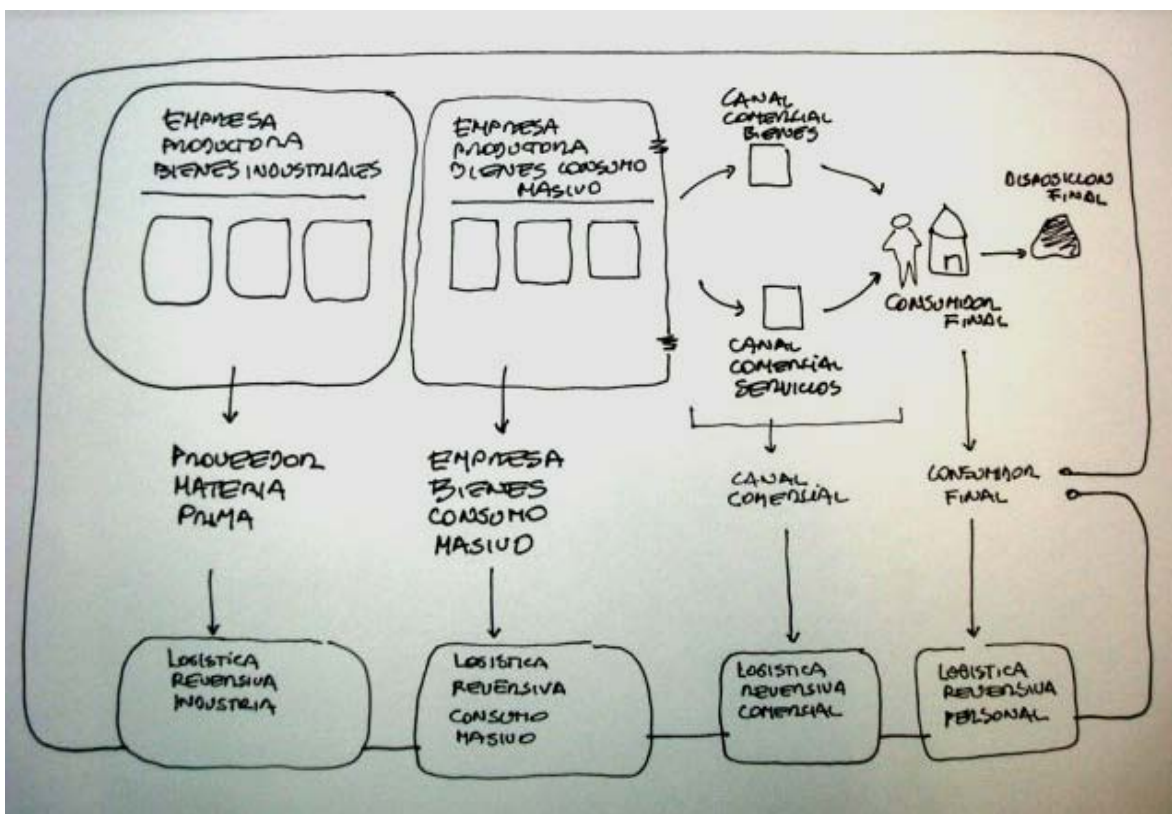 EMPRESA
PRODUCTORA
BIENES INDUSTRIALES
EMPRESA
PRODUCTORA
BIENES CONSUMO
MASIVO
CANAL
COMERCIAL
BIENES
CANAL
COMERCIAL
SERVICIOS
CONSUMIDOR
FINAL
DISPOSICION
FINAL
PROVEEDOR
MATERIA
PRIMA
EMPRESA
BIENES
CONSUMO
MASIVO
CANAL
COMERCIAL
CONSUMIDOR
FINAL
LOGISTICA
REVERSIVA
INDUSTRIA
LOGISTICA
REVERSIVA
CONSUMO
MASIVO
LOGISTICA
REVERSIVA
COMERCIAL
LOGISTICA
REVERSIVA
PERSONAL